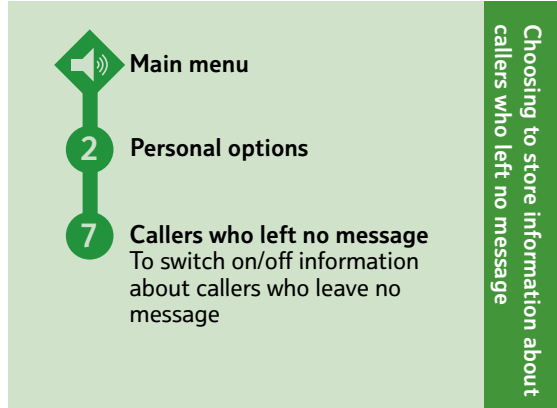 Main menu
2
Personal options
7
Callers who left no message
To switch on/off information
about callers who leave no
message
Choosing to store information about
callers who left no message